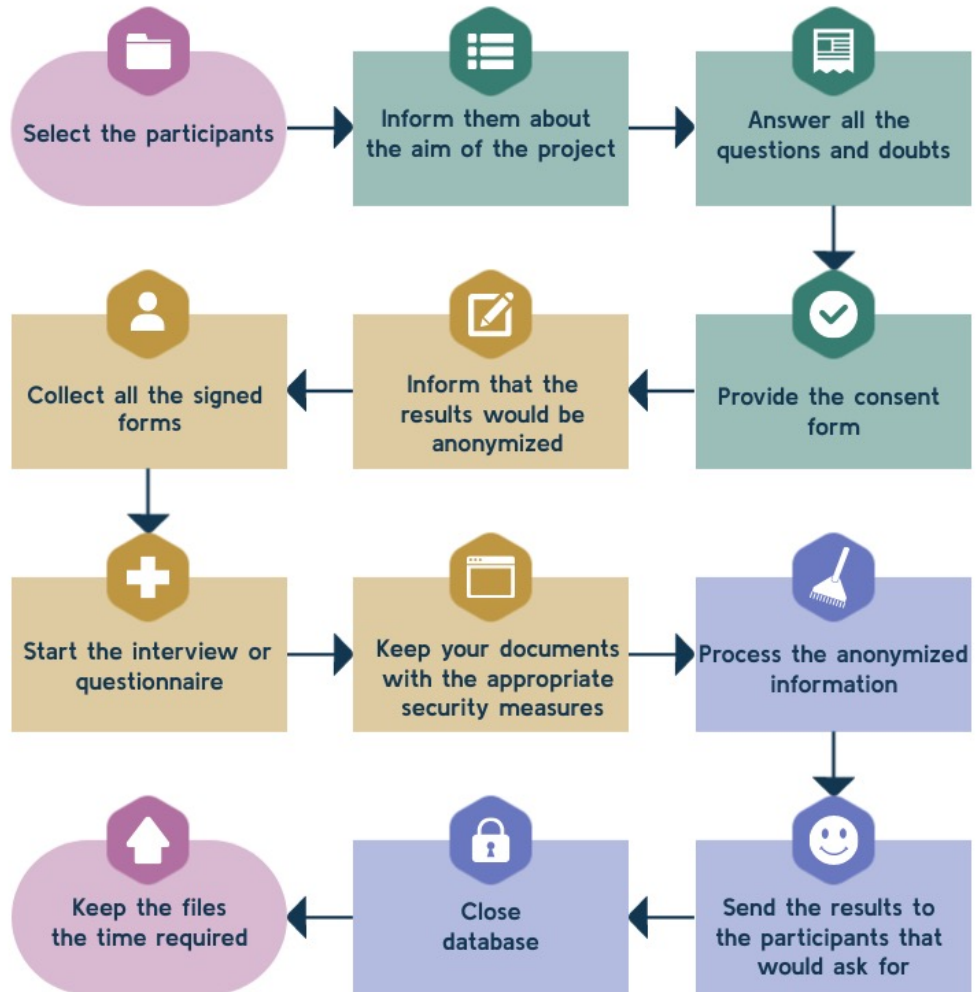 Select the participants
Inform them about
the aim of the project
Answer all the
questions and doubts
Provide the consent
form
Inform that the
results would be
anonymized
Collect all the signed
forms
Start the interview or
questionnaire
Keep your documents
with the appropriate
security measures
Process the anonymized
information
Send the results to
the participants that
would ask for
Close
database
Keep the files
the time required